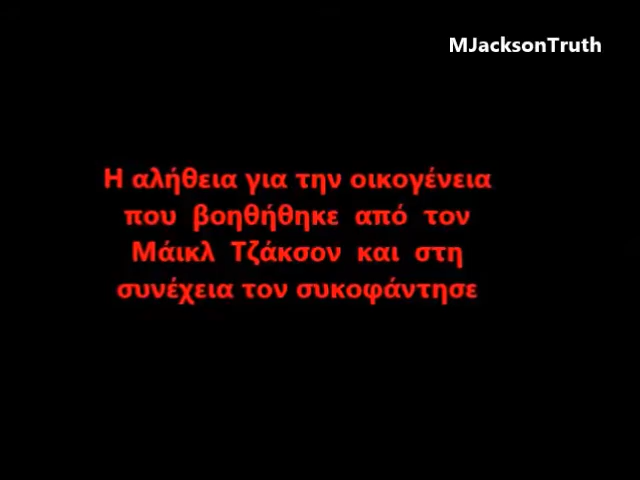 MJacksonTruth
Η αλήθεια για την οικογένεια
που βοηθήθηκε από τον
Μάικλ Τζάκσον και στη
συνέχεια τον συκοφάντησε